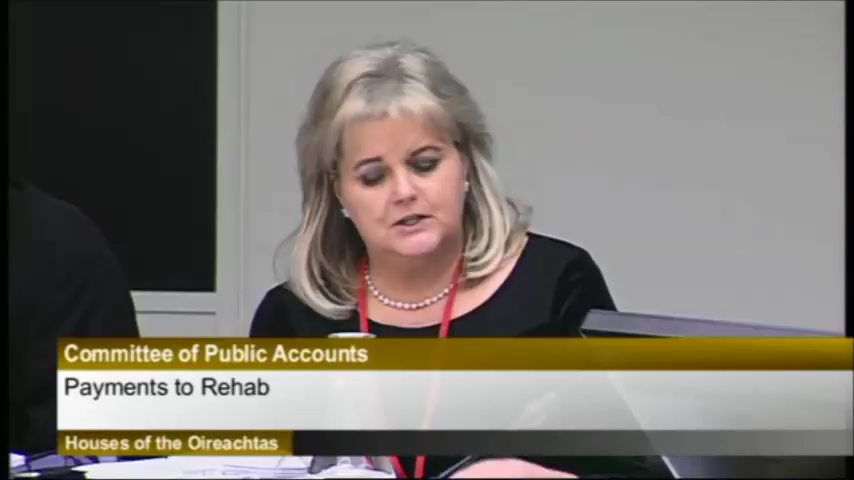 Committee of Public Accounts
Payments to Rehab
Houses of the Oireachtas